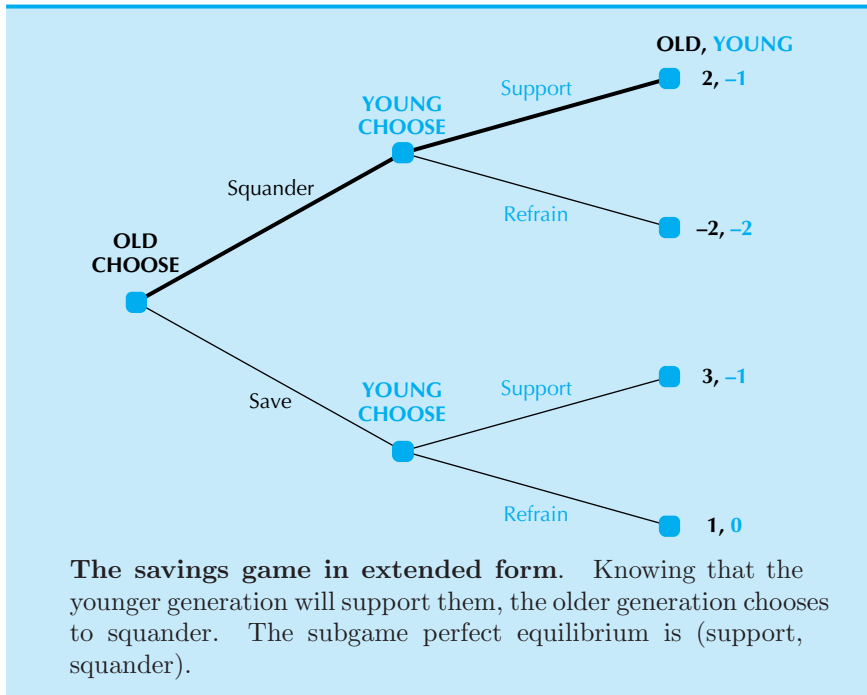 OLD, YOUNG
2, –1
Support
YOUNG
CHOOSE
Squander
Refrain
–2, –2
OLD
CHOOSE
3, –1
YOUNG
CHOOSE
Support
Save
Refrain
1, 0
The savings game in extended form. Knowing that the
younger generation will support them, the older generation chooses
to squander. The subgame perfect equilibrium is (support,
squander).